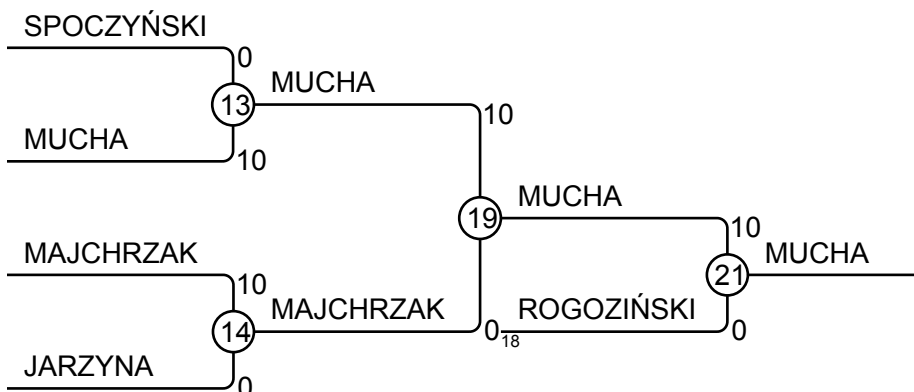 SPOCZYŃSKI
0
13
MUCHA
10
MUCHA
10
MUCHA
19
10
MUCHA
21
MAJCHRZAK
10
14
MAJCHRZAK
0
18
ROGOZIŃSKI
0
JARZYNA
0